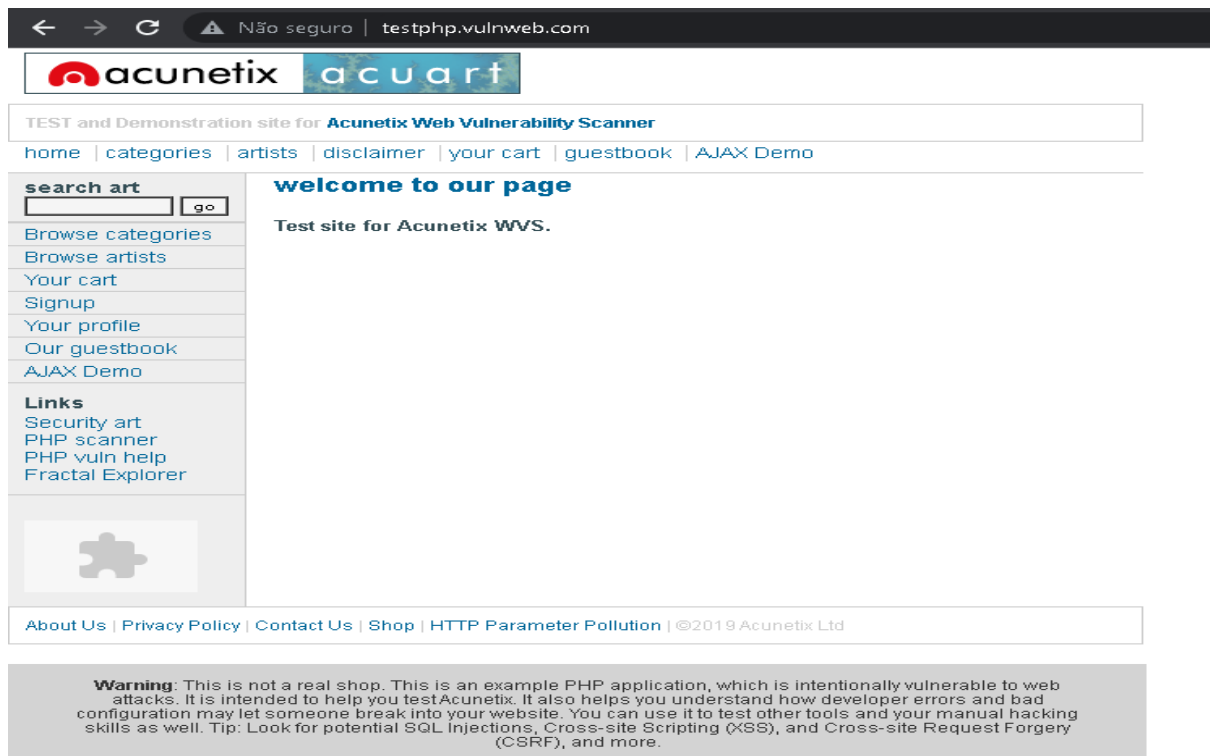 Não seguro | testphp.vulnweb.com
acunetix acuart
TEST and Demonstration site for Acunetix Web Vulnerability Scanner
home | categories | artists | disclaimer | your cart | guestbook | AJAX Demo
search art
go
Browse categories
Browse artists
Your cart
Signup
Your profile
Our guestbook
AJAX Demo
Links
Security art
PHP scanner
PHP vuln help
Fractal Explorer
welcome to our page
Test site for Acunetix WVS.
About Us | Privacy Policy | Contact Us | Shop | HTTP Parameter Pollution | ©2019 Acunetix Ltd
Warning: This is not a real shop. This is an example PHP application, which is intentionally vulnerable to web
attacks. It is intended to help you test Acunetix. It also helps you understand how developer errors and bad
configuration may let someone break into your website. You can use it to test other tools and your manual hacking
skills as well. Tip: Look for potential SQL Injections, Cross-site Scripting (XSS), and Cross-site Request Forgery
(CSRF), and more.